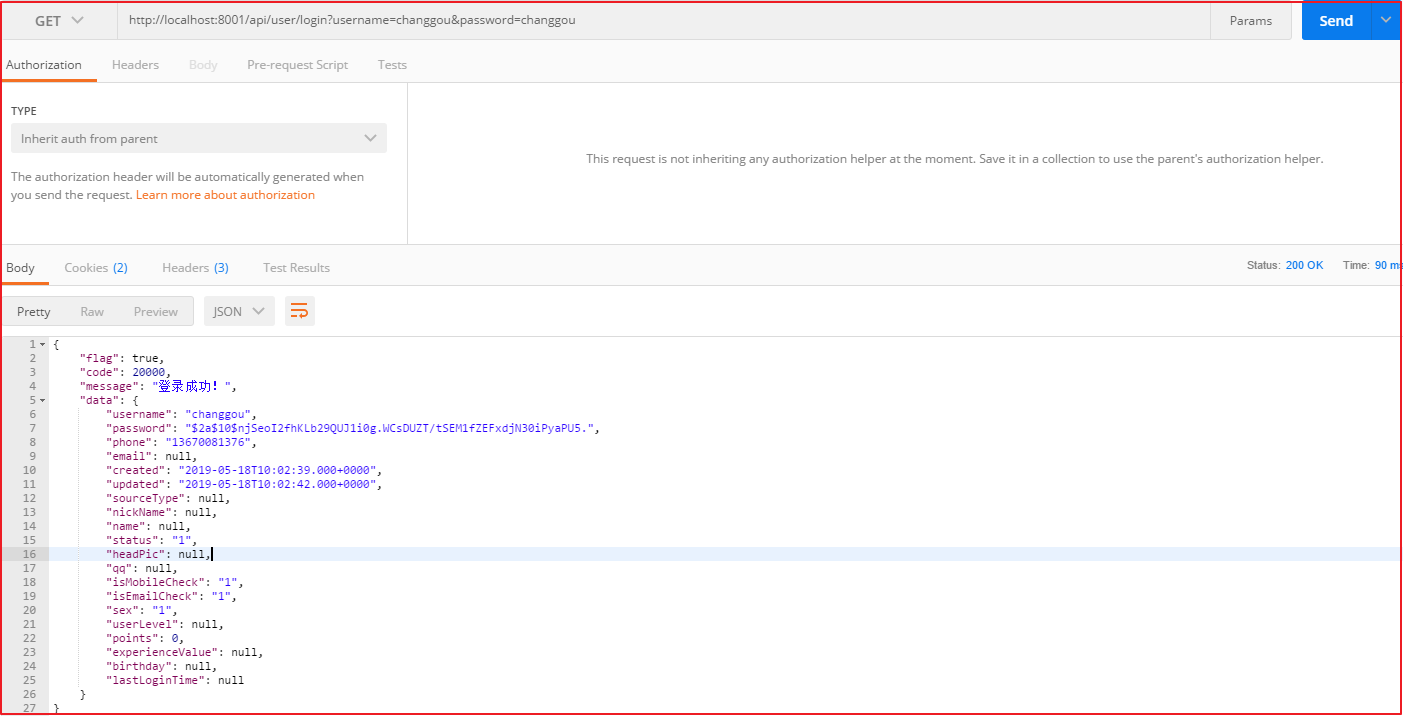 GET http://localhost:8001/api/user/login?username=changgou&password=changgou Params Send
Authorization Headers Body Pre-request Script Tests
TYPE
Inherit auth from parent
The authorization header will be automatically generated when
you send the request. Learn more about authorization
This request is not inheriting any authorization helper at the moment. Save it in a collection to use the parent's authorization helper.
Body Cookies (2) Headers (3) Test Results Status: 200 OK Time: 90 ms
Pretty Raw Preview JSON
1 {
2 "flag": true,
3 "code": 20000,
4 "message": "登录成功！",
5 "data": {
6 "username": "changgou",
7 "password": "$2a$10$njSeoI2fhKLb29QUJ1i0g.WCsDUZT/tSEM1fZEFxdjN30iPyaPU5.",
8 "phone": "13670081376",
9 "email": null,
10 "created": "2019-05-18T10:02:39.000+0000",
11 "updated": "2019-05-18T10:02:42.000+0000",
12 "sourceType": null,
13 "nickName": null,
14 "name": null,
15 "status": "1",
16 "headPic": null,
17 "qq": null,
18 "isMobileCheck": "1",
19 "isEmailCheck": "1",
20 "sex": "1",
21 "userLevel": null,
22 "points": 0,
23 "experienceValue": null,
24 "birthday": null,
25 "lastLoginTime": null
26 }
27 }